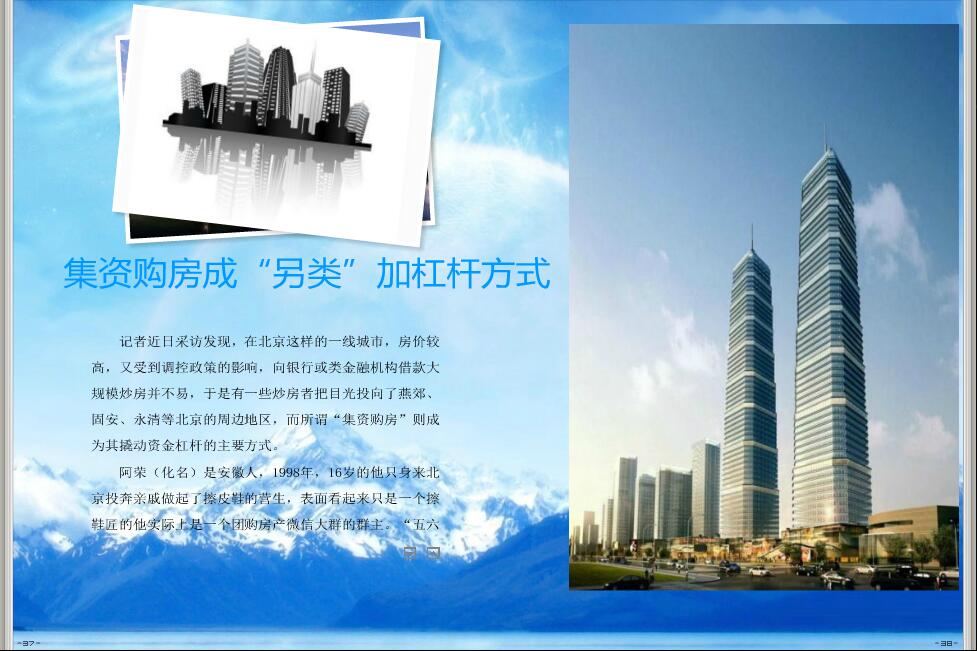 集资购房成“另类”加杠杆方式
记者近日采访发现，在北京这样的一线城市，房价较
高，又受到调控政策的影响，向银行或类金融机构借款大
规模炒房并不易，于是有一些炒房者把目光投向了燕郊、
固安、永清等北京的周边地区，而所谓“集资购房”则成
为其撬动资金杠杆的主要方式。
阿荣（化名）是安徽人，1998年，16岁的他只身来北
京投奔亲戚做起了擦皮鞋的营生，表面看起来只是一个擦
鞋匠的他实际上是一个团购房产微信大群的群主。“五六
-37-
-38-